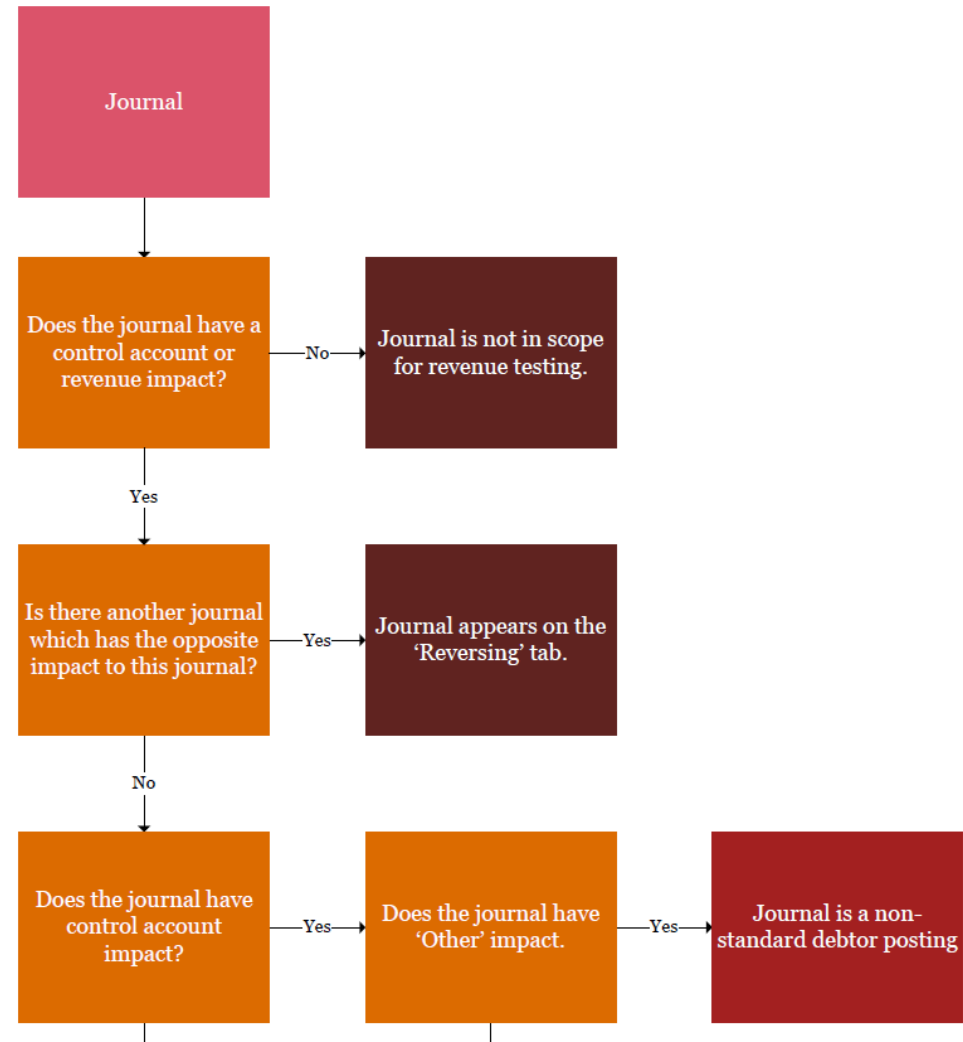 Journal
Does the journal have a
control account or
revenue impact?
No
Journal is not in scope
for revenue testing.
Yes
Is there another journal
which has the opposite
impact to this journal?
Yes
Journal appears on the
‘Reversing’ tab.
No
Does the journal have
control account
impact?
Yes
Does the journal have
‘Other’ impact.
Yes
Journal is a non-
standard debtor posting